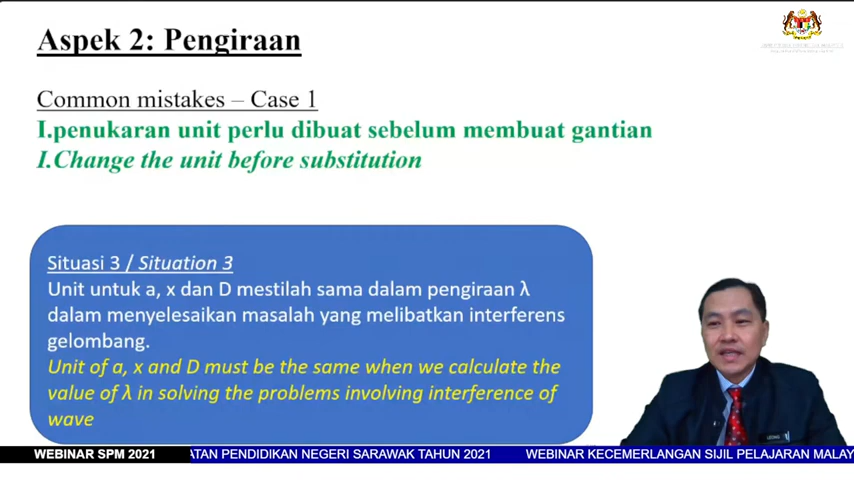 Aspek 2: Pengiraan
Common mistakes – Case 1
I.penukaran unit perlu dibuat sebelum membuat gantian
I.Change the unit before substitution
Situasi 3 / Situation 3
Unit untuk a, x dan D mestilah sama dalam pengiraan λ
dalam menyelesaikan masalah yang melibatkan interferens
gelombang.
Unit of a, x and D must be the same when we calculate the
value of λ in solving the problems involving interference of
wave
WEBINAR SPM 2021 ATAN PENDIDIKAN NEGERI SARAWAK TAHUN 2021 WEBINAR KECEMERLANGAN SIJIL PELAJARAN MALAY